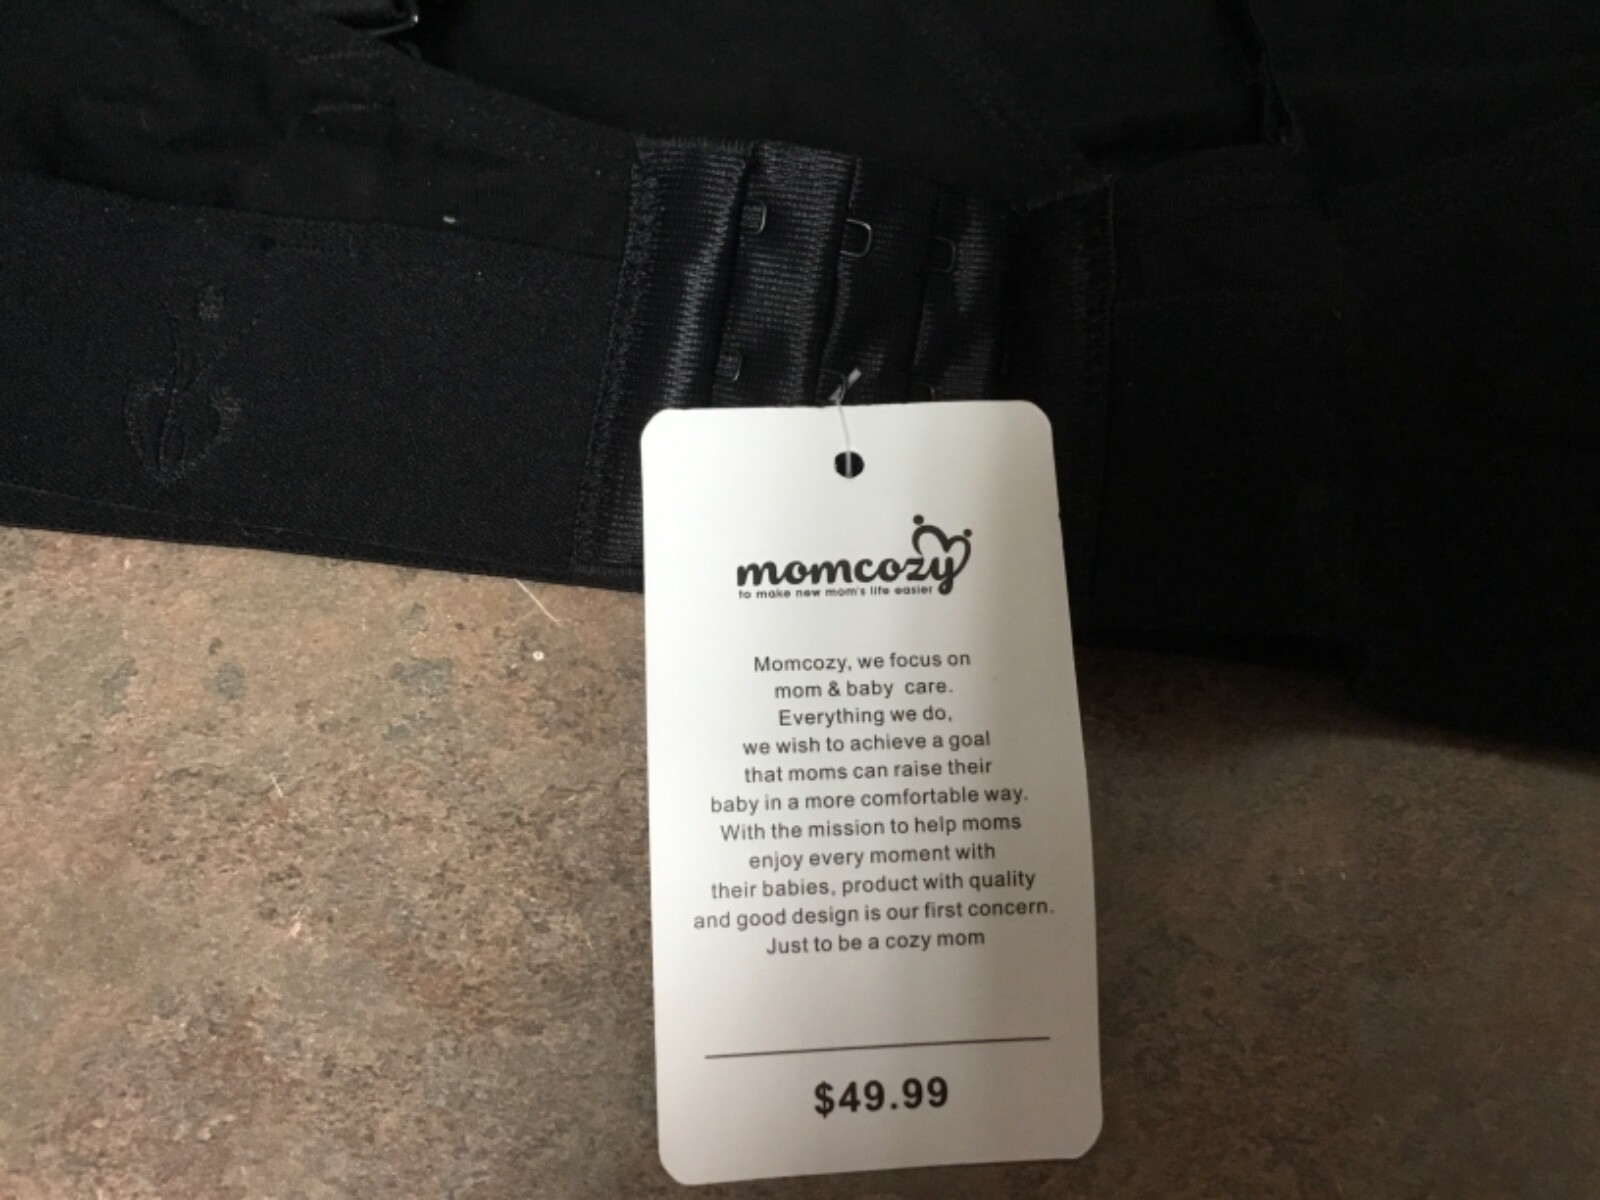 momcozy
to make new mom's life easier
Momcozy, we focus on
mom & baby care.
Everything we do,
we wish to achieve a goal
that moms can raise their
baby in a more comfortable way.
With the mission to help moms
enjoy every moment with
their babies, product with quality
and good design is our first concern.
Just to be a cozy mom
$49.99